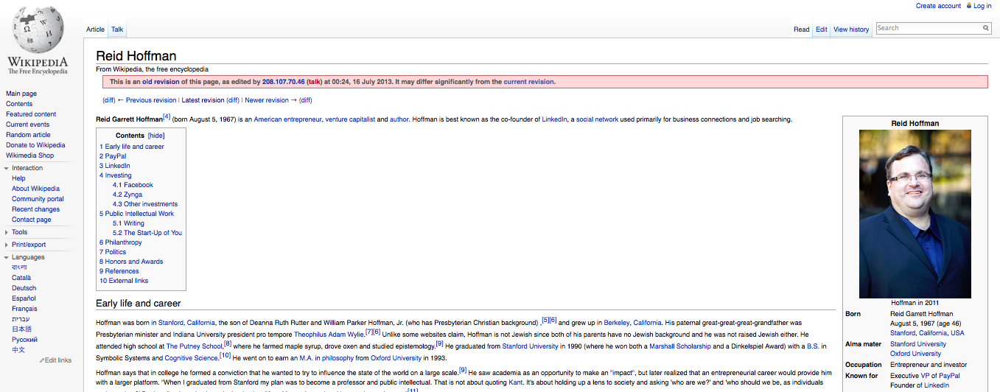 Create account Log in
Article Talk Read Edit View history Search
WIKIPEDIA
The Free Encyclopedia
Main page
Contents
Featured content
Current events
Random article
Donate to Wikipedia
Wikimedia Shop
Interaction
Help
About Wikipedia
Community portal
Recent changes
Contact page
Tools
Print/export
Languages
বাংলা
Català
Deutsch
Español
Français
עברית
日本語
Русский
中文
Edit links
Reid Hoffman
From Wikipedia, the free encyclopedia
This is an old revision of this page, as edited by 208.107.70.46 (talk) at 00:24, 16 July 2013. It may differ significantly from the current revision.
(diff) ← Previous revision | Latest revision (diff) | Newer revision → (diff)
Reid Garrett Hoffman[4] (born August 5, 1967) is an American entrepreneur, venture capitalist and author. Hoffman is best known as the co-founder of LinkedIn, a social network used primarily for business connections and job searching.
Contents [hide]
1 Early life and career
2 PayPal
3 LinkedIn
4 Investing
4.1 Facebook
4.2 Zynga
4.3 Other investments
5 Public Intellectual Work
5.1 Writing
5.2 The Start-Up of You
6 Philanthropy
7 Politics
8 Honors and Awards
9 References
10 External links
Early life and career
Hoffman was born in Stanford, California, the son of Deanna Ruth Rutter and William Parker Hoffman, Jr. (who has Presbyterian Christian background) ,[5][6] and grew up in Berkeley, California. His paternal great-great-great-grandfather was
Presbyterian minister and Indiana University president pro tempore Theophilus Adam Wylie.[7][6] Unlike some websites claim, Hoffman is not Jewish since both of his parents have no Jewish background and he was not raised Jewish either. He
attended high school at The Putney School,[8] where he farmed maple syrup, drove oxen and studied epistemology.[9] He graduated from Stanford University in 1990 (where he won both a Marshall Scholarship and a Dinkelspiel Award) with a B.S. in
Symbolic Systems and Cognitive Science.[10] He went on to earn an M.A. in philosophy from Oxford University in 1993.
Hoffman says that in college he formed a conviction that he wanted to try to influence the state of the world on a large scale.[9] He saw academia as an opportunity to make an "impact", but later realized that an entrepreneurial career would provide him
with a larger platform. "When I graduated from Stanford my plan was to become a professor and public intellectual. That is not about quoting Kant. It's about holding up a lens to society and asking 'who are we?' and 'who should we be, as individuals
[11]
Reid Hoffman
Hoffman in 2011
Born Reid Garrett Hoffman
August 5, 1967 (age 46)
Stanford, California, USA
Alma mater Stanford University
Oxford University
Occupation Entrepreneur and investor
Known for Executive VP of PayPal
Founder of LinkedIn